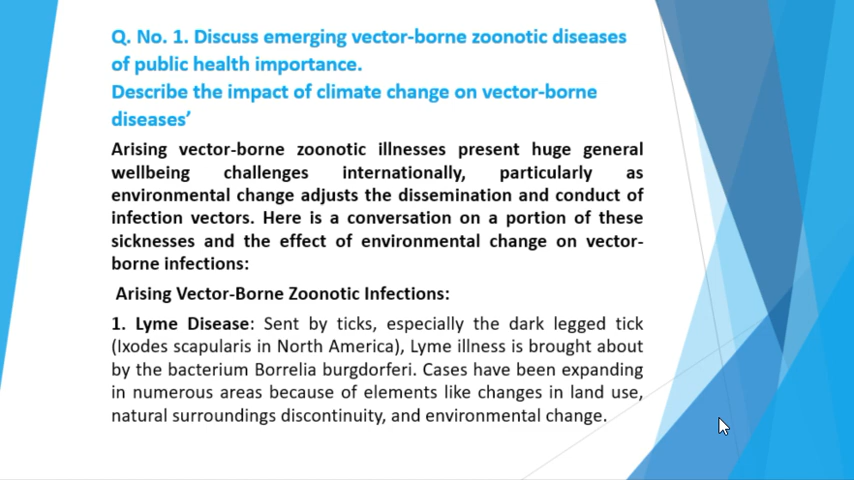 Q. No. 1. Discuss emerging vector-borne zoonotic diseases
of public health importance.
Describe the impact of climate change on vector-borne
diseases’
Arising vector-borne zoonotic illnesses present huge general
wellbeing challenges internationally, particularly as
environmental change adjusts the dissemination and conduct of
infection vectors. Here is a conversation on a portion of these
sicknesses and the effect of environmental change on vector-
borne infections:
Arising Vector-Borne Zoonotic Infections:
1. Lyme Disease: Sent by ticks, especially the dark legged tick
(Ixodes scapularis in North America), Lyme illness is brought about
by the bacterium Borrelia burgdorferi. Cases have been expanding
in numerous areas because of elements like changes in land use,
natural surroundings discontinuity, and environmental change.